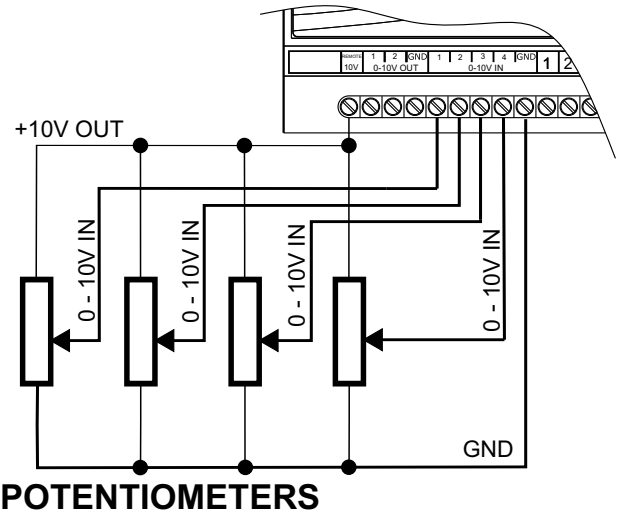 REMOTE 1 2 GND 1 2 3 4 GND 1 2
10V 0-10V OUT 0-10V IN
+10V OUT
0 - 10V IN
0 - 10V IN
0 - 10V IN
0 - 10V IN
GND
POTENTIOMETERS